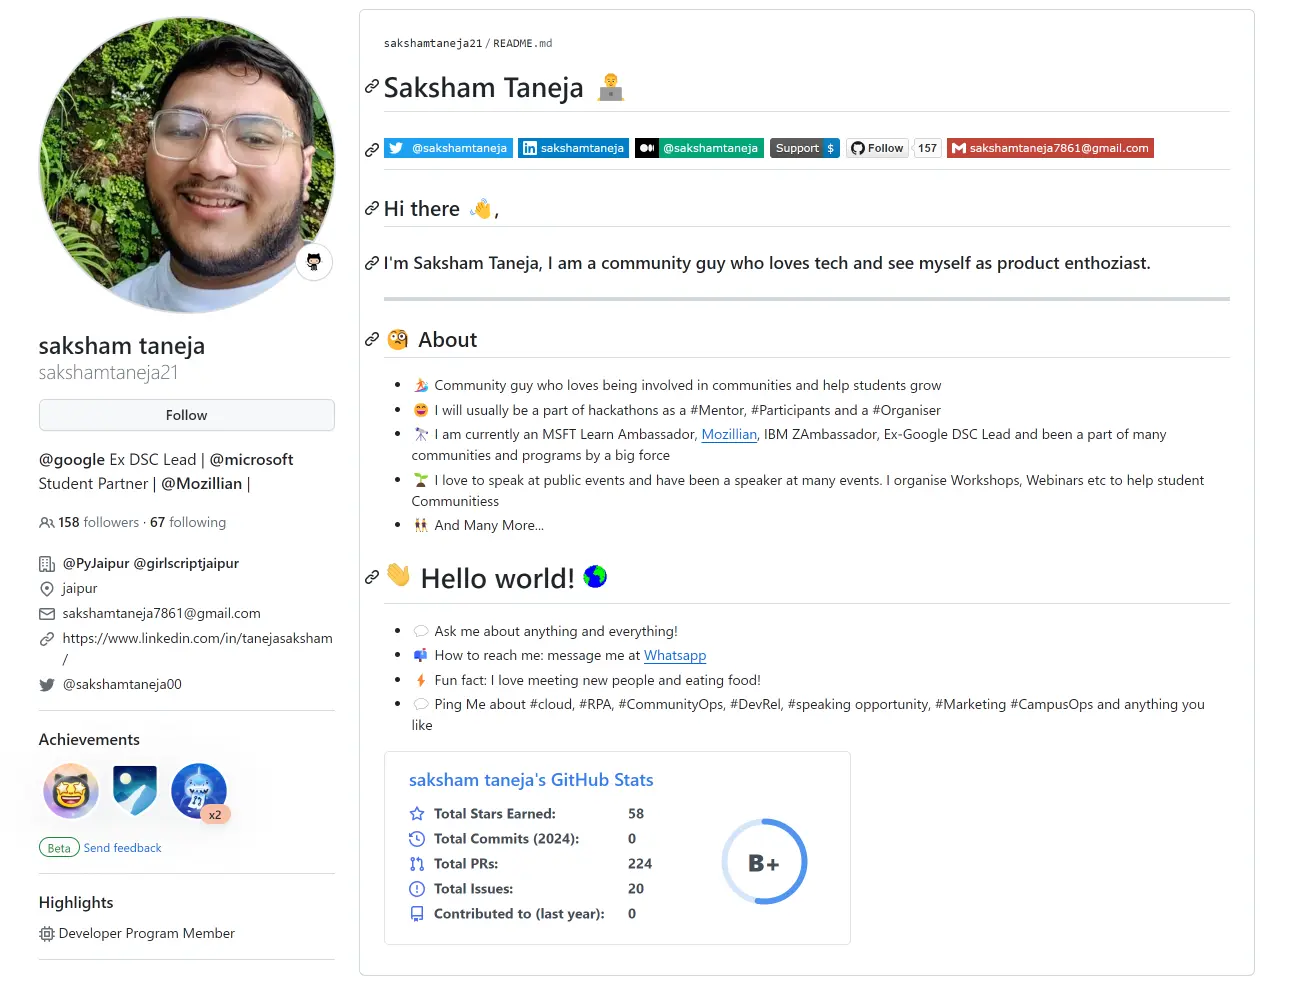 saksham taneja
sakshamtaneja21
Follow
@google Ex DSC Lead | @microsoft
Student Partner | @Mozillian |
158 followers · 67 following
@PyJaipur @girlscriptjaipur
jaipur
sakshamtaneja7861@gmail.com
https://www.linkedin.com/in/tanejasaksham
/
@sakshamtaneja00
Achievements
x2
Beta Send feedback
Highlights
Developer Program Member
sakshamtaneja21/README.md
Saksham Taneja
@sakshamtaneja sakshamtaneja @sakshamtaneja Support $ Follow 157 sakshamtaneja7861@gmail.com
Hi there 👋,
I'm Saksham Taneja, I am a community guy who loves tech and see myself as product enthoziast.
About
Community guy who loves being involved in communities and help students grow
I will usually be a part of hackathons as a #Mentor, #Participants and a #Organiser
I am currently an MSFT Learn Ambassador, Mozillian, IBM ZAmbassador, Ex-Google DSC Lead and been a part of many
communities and programs by a big force
I love to speak at public events and have been a speaker at many events. I organise Workshops, Webinars etc to help student
Communitiess
And Many More...
Hello world!
Ask me about anything and everything!
How to reach me: message me at Whatsapp
Fun fact: I love meeting new people and eating food!
Ping Me about #cloud, #RPA, #CommunityOps, #DevRel, #speaking opportunity, #Marketing #CampusOps and anything you
like
saksham taneja's GitHub Stats
Total Stars Earned: 58
Total Commits (2024): 0
Total PRs: 224
Total Issues: 20
Contributed to (last year): 0
B+